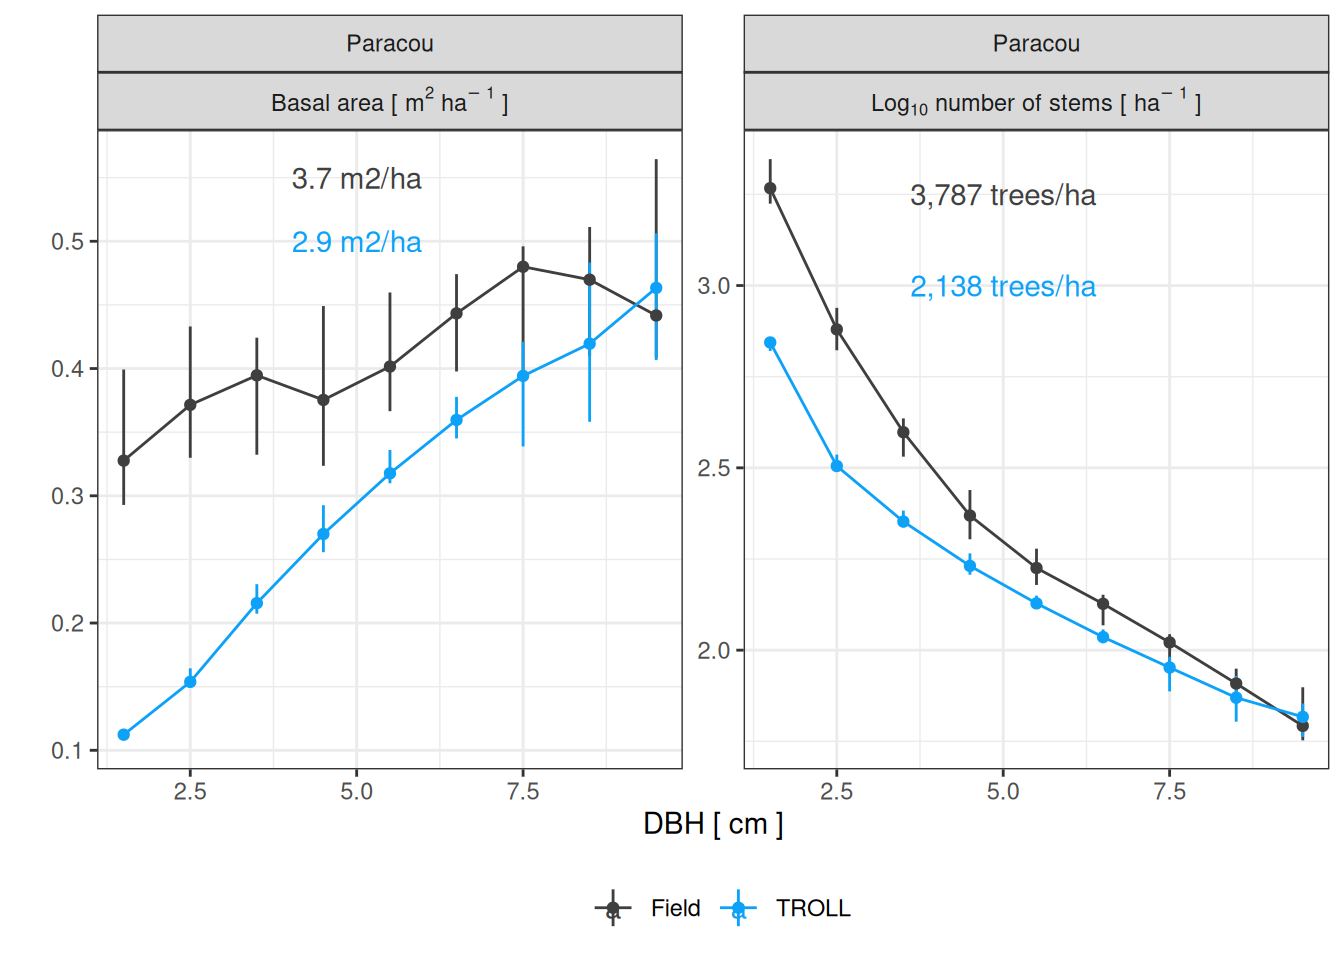 Paracou
Basal area [ m² ha⁻¹ ]
3.7 m2/ha
2.9 m2/ha
0.5
0.4
0.3
0.2
0.1
2.5 5.0 7.5
Paracou
Log₁₀ number of stems [ ha⁻¹ ]
3,787 trees/ha
2,138 trees/ha
3.0
2.5
2.0
2.5 5.0 7.5
DBH [ cm ]
a Field a TROLL